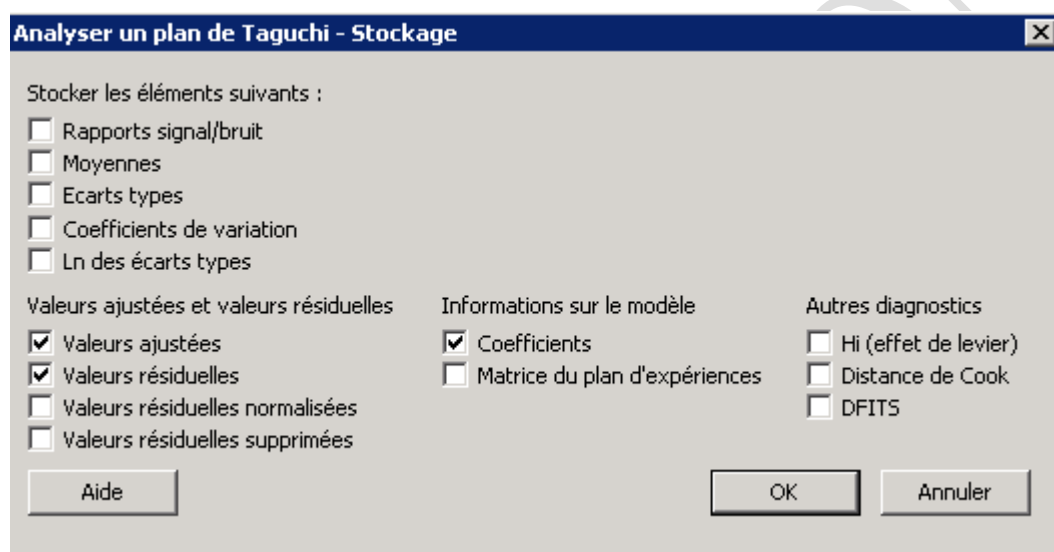 Analyser un plan de Taguchi - Stockage
Stocker les éléments suivants :
Rapports signal/bruit
Moyennes
Ecarts types
Coefficients de variation
Ln des écarts types
Valeurs ajustées et valeurs résiduelles
Valeurs ajustées
Valeurs résiduelles
Valeurs résiduelles normalisées
Valeurs résiduelles supprimées
Informations sur le modèle
Coefficients
Matrice du plan d'expériences
Autres diagnostics
Hi (effet de levier)
Distance de Cook
DFITS
Aide
OK
Annuler